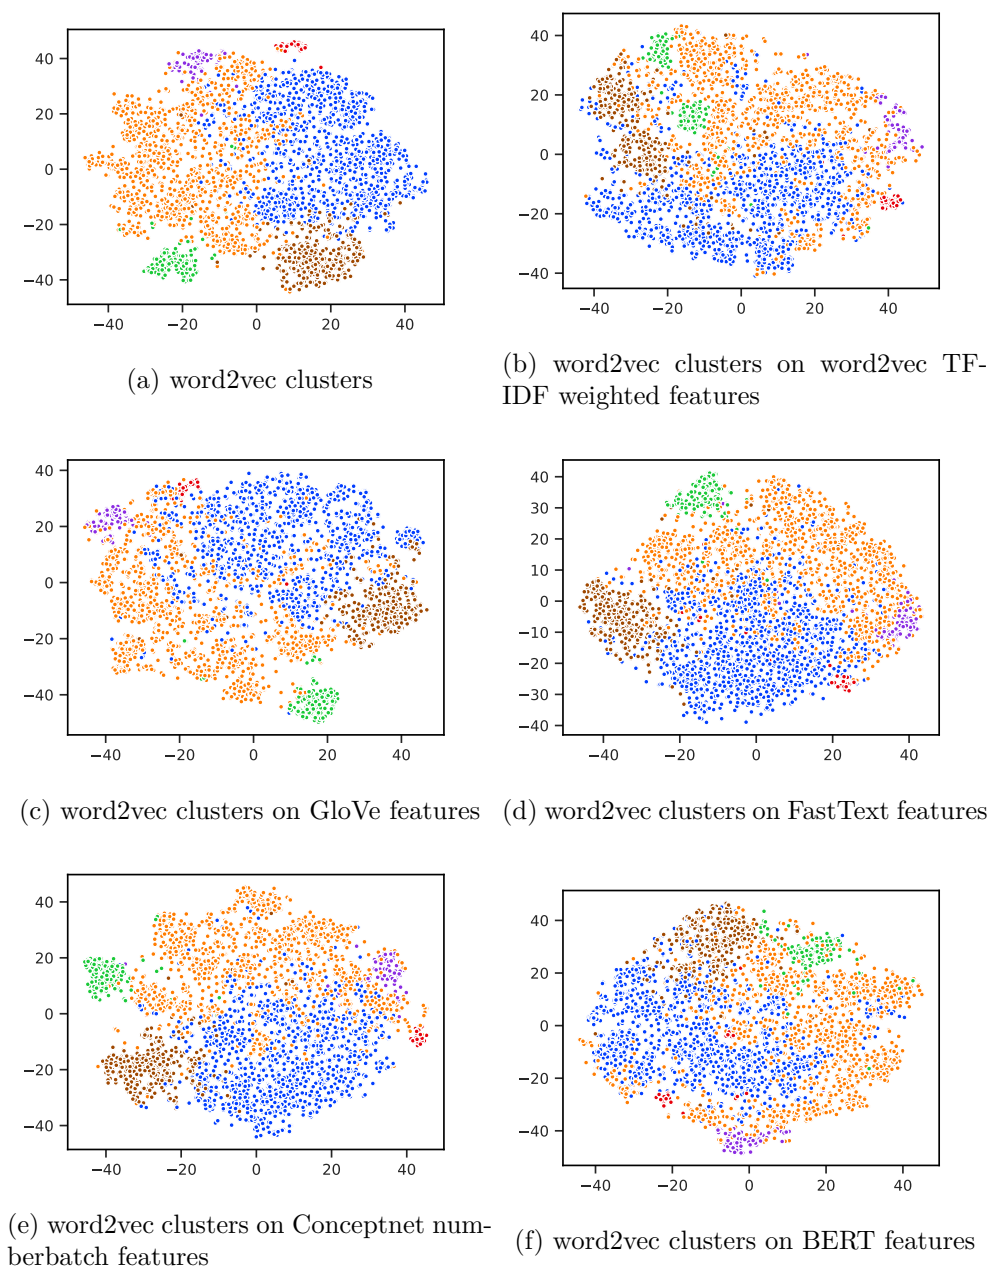 40
20
0
−20
−40
−40 −20 0 20 40
(a) word2vec clusters
40
20
0
−20
−40
−40 −20 0 20 40
(b) word2vec clusters on word2vec TF-
IDF weighted features
40
20
0
−20
−40
−40 −20 0 20 40
(c) word2vec clusters on GloVe features
40
30
20
10
0
−10
−20
−30
−40
−40 −20 0 20 40
(d) word2vec clusters on FastText features
40
20
0
−20
−40
−40 −20 0 20 40
(e) word2vec clusters on Conceptnet num-
berbatch features
40
20
0
−20
−40
−40 −20 0 20 40
(f) word2vec clusters on BERT features